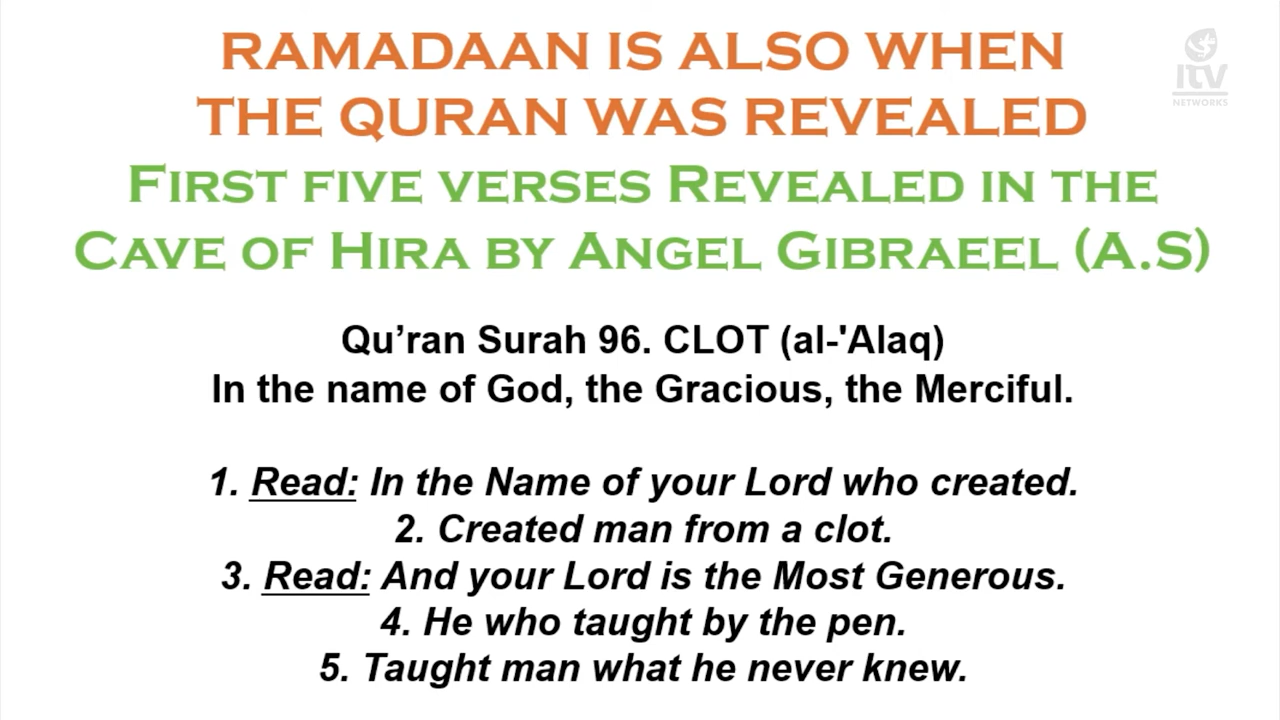 RAMADAAN IS ALSO WHEN
THE QURAN WAS REVEALED
FIRST FIVE VERSES REVEALED IN THE
CAVE OF HIRA BY ANGEL GIBRAEEL (A.S)
Qu’ran Surah 96. CLOT (al-'Alaq)
In the name of God, the Gracious, the Merciful.
1. Read: In the Name of your Lord who created.
2. Created man from a clot.
3. Read: And your Lord is the Most Generous.
4. He who taught by the pen.
5. Taught man what he never knew.
iTV
NETWORKS